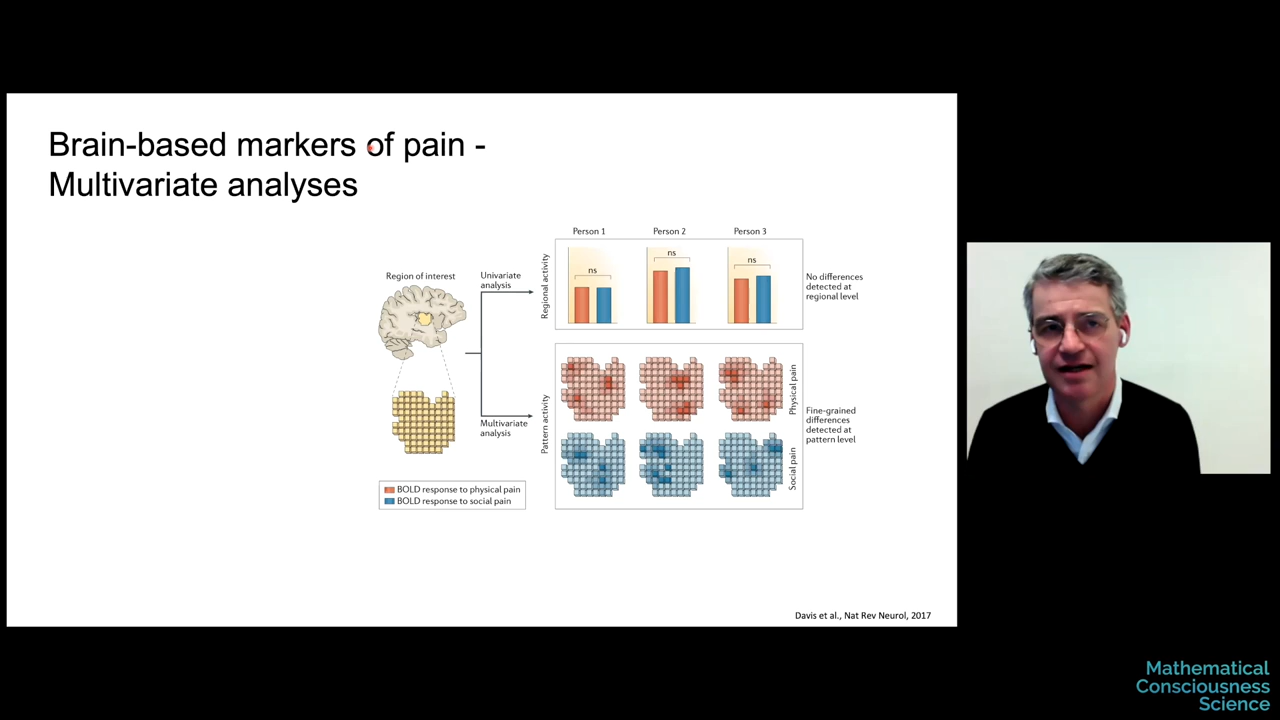 Brain-based markers of pain -
Multivariate analyses
Person 1
Person 2
Person 3
Region of interest
Univariate
analysis
Regional activity
ns
ns
ns
No differences
detected at
regional level
Multivariate
analysis
Pattern activity
Physical pain
Social pain
Fine-grained
differences
detected at
pattern level
BOLD response to physical pain
BOLD response to social pain
Davis et al., Nat Rev Neurol, 2017
Mathematical
Consciousness
Science